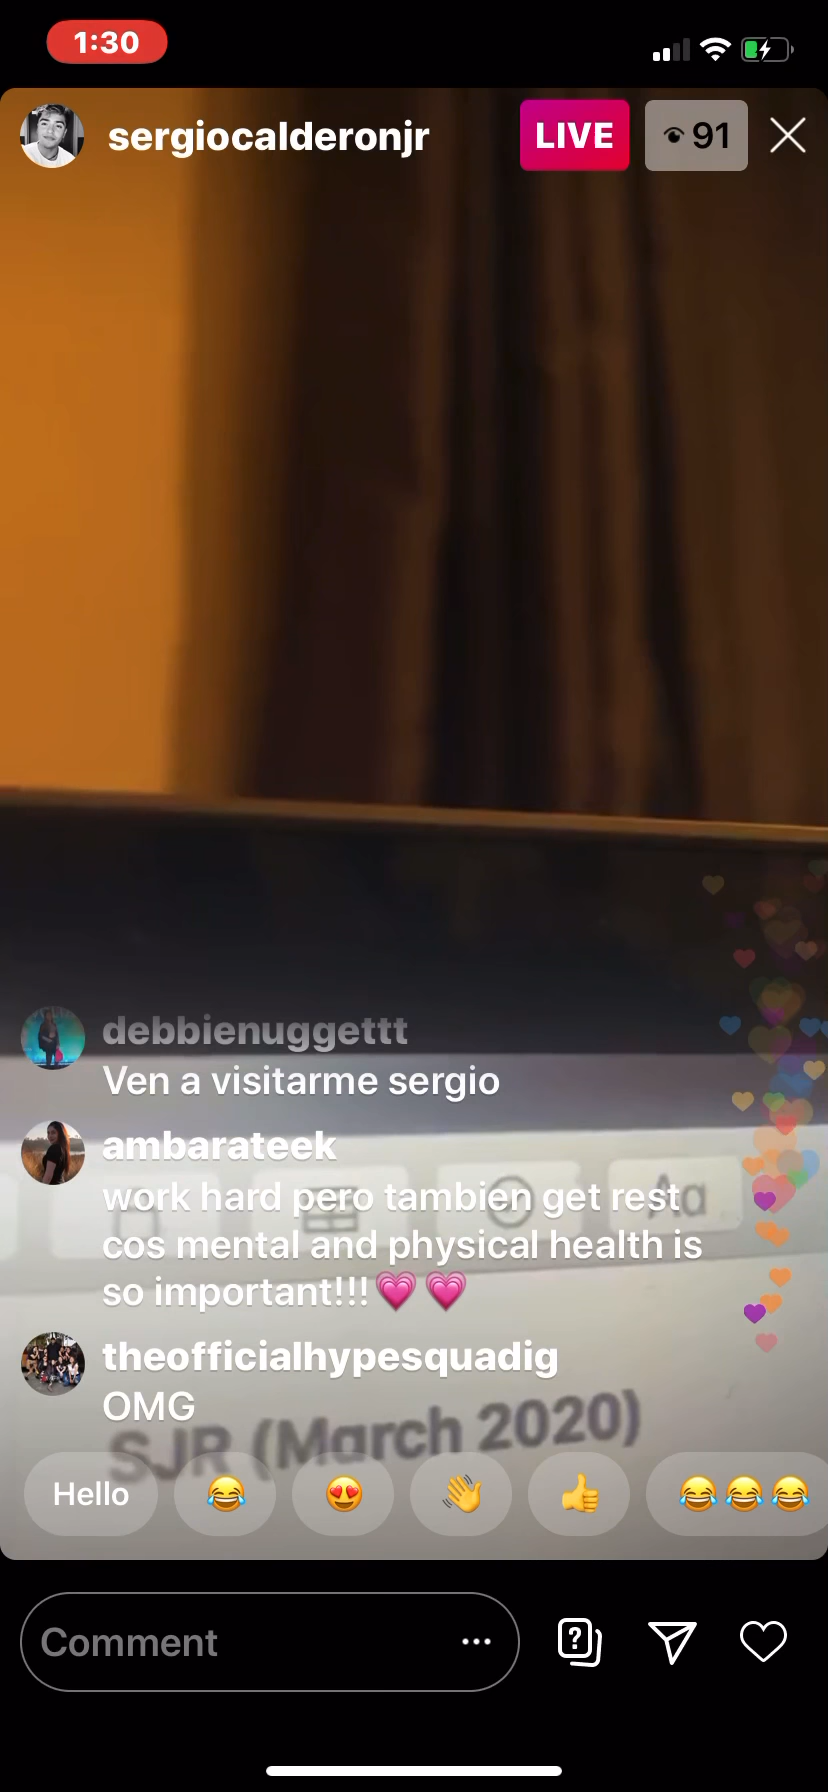 1:30
sergiocalderonjr LIVE 91
debbienuggettt
Ven a visitarme sergio
ambarateek
work hard pero tambien get rest
cos mental and physical health is
so important!!!💗💗
Aa
theofficialhypesquadig
OMG
SJR (March 2020)
Hello 😂 😍 👋 👍 😂😂😂
Comment